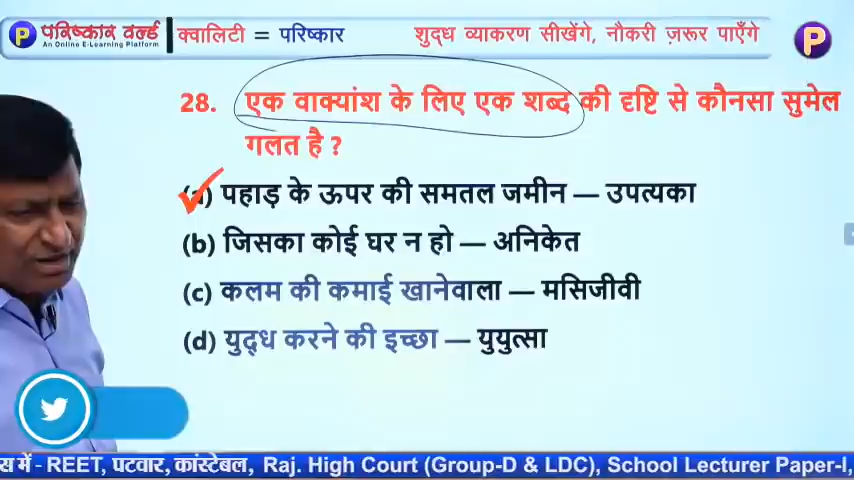 परिष्कार वर्ल्ड
An Online E-Learning Platform
क्वालिटी = परिष्कार
शुद्ध व्याकरण सीखेंगे, नौकरी ज़रूर पाएँगे
P
P
28. एक वाक्यांश के लिए एक शब्द की दृष्टि से कौनसा सुमेल
गलत है ?
(a) पहाड़ के ऊपर की समतल जमीन — उपत्यका
(b) जिसका कोई घर न हो — अनिकेत
(c) कलम की कमाई खानेवाला — मसिजीवी
(d) युद्ध करने की इच्छा — युयुत्सा
स में - REET, पटवार, कांस्टेबल, Raj. High Court (Group-D & LDC), School Lecturer Paper-I,